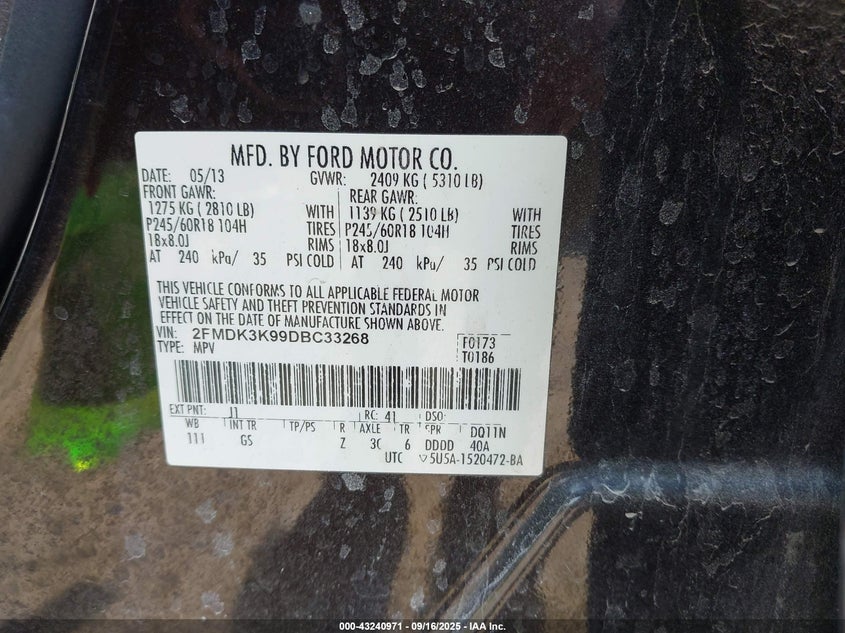 MFD. BY FORD MOTOR CO.
DATE: 05/13 GVWR: 2409 KG ( 5310 LB)
FRONT GAWR: REAR GAWR:
1275 KG ( 2810 LB) WITH 1139 KG ( 2510 LB) WITH
P245/60R18 104H TIRES P245/60R18 104H TIRES
18x8.0J RIMS 18x8.0J RIMS
AT 240 kPa/ 35 PSI COLD AT 240 kPa/ 35 PSI COLD
THIS VEHICLE CONFORMS TO ALL APPLICABLE FEDERAL MOTOR
VEHICLE SAFETY AND THEFT PREVENTION STANDARDS IN
EFFECT ON THE DATE OF MANUFACTURE SHOWN ABOVE.
VIN: 2FMDK3K99DBC33268 F0173
TYPE: MPV T0186
EXT PNT: J1 RC: 41 DSO:
WB INT TR TP/PS R AXLE TR SPR DQ11N
111 GS Z 3C 6 DDDD 40A
UTC 5U5A-1520472-BA
000-43240971 - 09/16/2025 - IAA Inc.